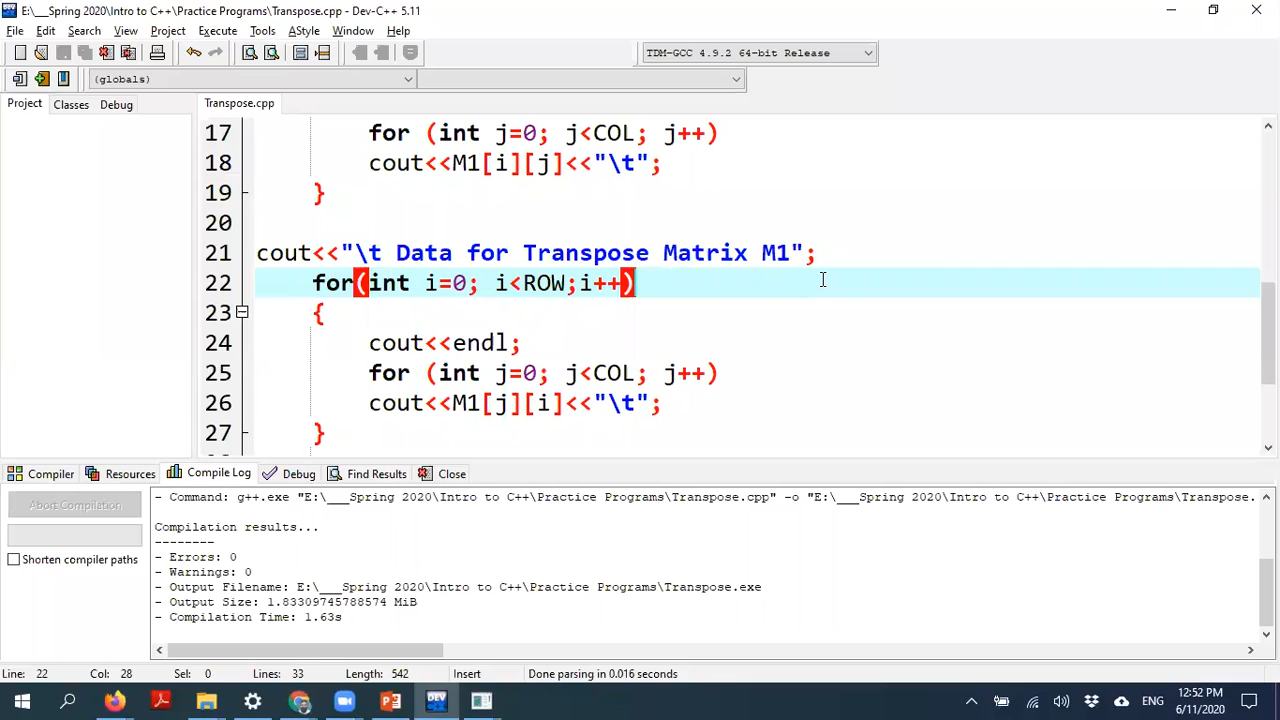 E:\___Spring 2020\Intro to C++\Practice Programs\Transpose.cpp - Dev-C++ 5.11
File Edit Search View Project Execute Tools AStyle Window Help
TDM-GCC 4.9.2 64-bit Release
(globals)
Project Classes Debug
Transpose.cpp
17 for (int j=0; j<COL; j++)
18 cout<<M1[i][j]<<"\t";
19 }
20
21 cout<<"\t Data for Transpose Matrix M1";
22 for(int i=0; i<ROW;i++)
23 {
24 cout<<endl;
25 for (int j=0; j<COL; j++)
26 cout<<M1[j][i]<<"\t";
27 }
Compiler Resources Compile Log Debug Find Results Close
Abort Compilation
Shorten compiler paths
- Command: g++.exe "E:\___Spring 2020\Intro to C++\Practice Programs\Transpose.cpp" -o "E:\___Spring 2020\Intro to C++\Practice Programs\Transpose.
Compilation results...
--------
- Errors: 0
- Warnings: 0
- Output Filename: E:\___Spring 2020\Intro to C++\Practice Programs\Transpose.exe
- Output Size: 1.83309745788574 MiB
- Compilation Time: 1.63s
Line: 22 Col: 28 Sel: 0 Lines: 33 Length: 542 Insert Done parsing in 0.016 seconds
DEV
ENG
12:52 PM
6/11/2020